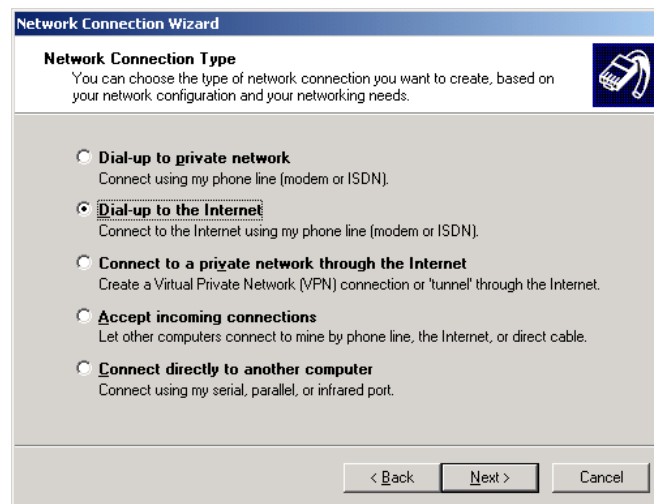 Network Connection Wizard
Network Connection Type
You can choose the type of network connection you want to create, based on
your network configuration and your networking needs.
Dial-up to private network
Connect using my phone line (modem or ISDN).
Dial-up to the Internet
Connect to the Internet using my phone line (modem or ISDN).
Connect to a private network through the Internet
Create a Virtual Private Network (VPN) connection or 'tunnel' through the Internet.
Accept incoming connections
Let other computers connect to mine by phone line, the Internet, or direct cable.
Connect directly to another computer
Connect using my serial, parallel, or infrared port.
< Back Next > Cancel